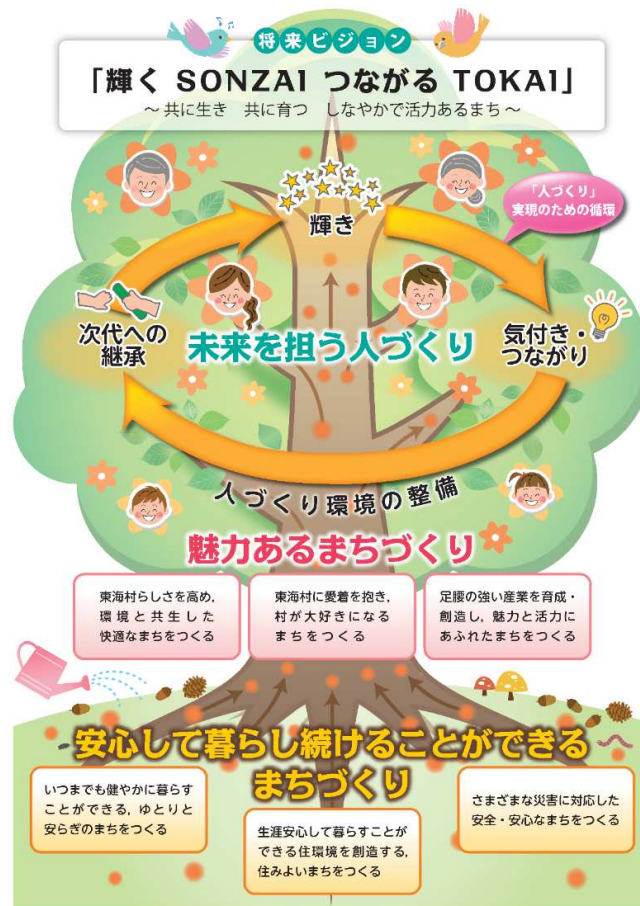 将来ビジョン
「輝く SONZAI つながる TOKAI」
～共に生き 共に育つ しなやかで活力あるまち～
「人づくり」
実現のための循環
輝き
次代への
継承
気付き・
つながり
未来を担う人づくり
人づくり環境の整備
魅力あるまちづくり
東海村らしさを高め，
環境と共生した
快適なまちをつくる
東海村に愛着を抱き，
村が大好きになる
まちをつくる
足腰の強い産業を育成・
創造し，魅力と活力に
あふれたまちをつくる
安心して暮らし続けることができる
まちづくり
いつまでも健やかに暮らす
ことができる，ゆとりと
安らぎのまちをつくる
生涯安心して暮らすことが
できる住環境を創造する，
住みよいまちをつくる
さまざまな災害に対応した
安全・安心なまちをつくる